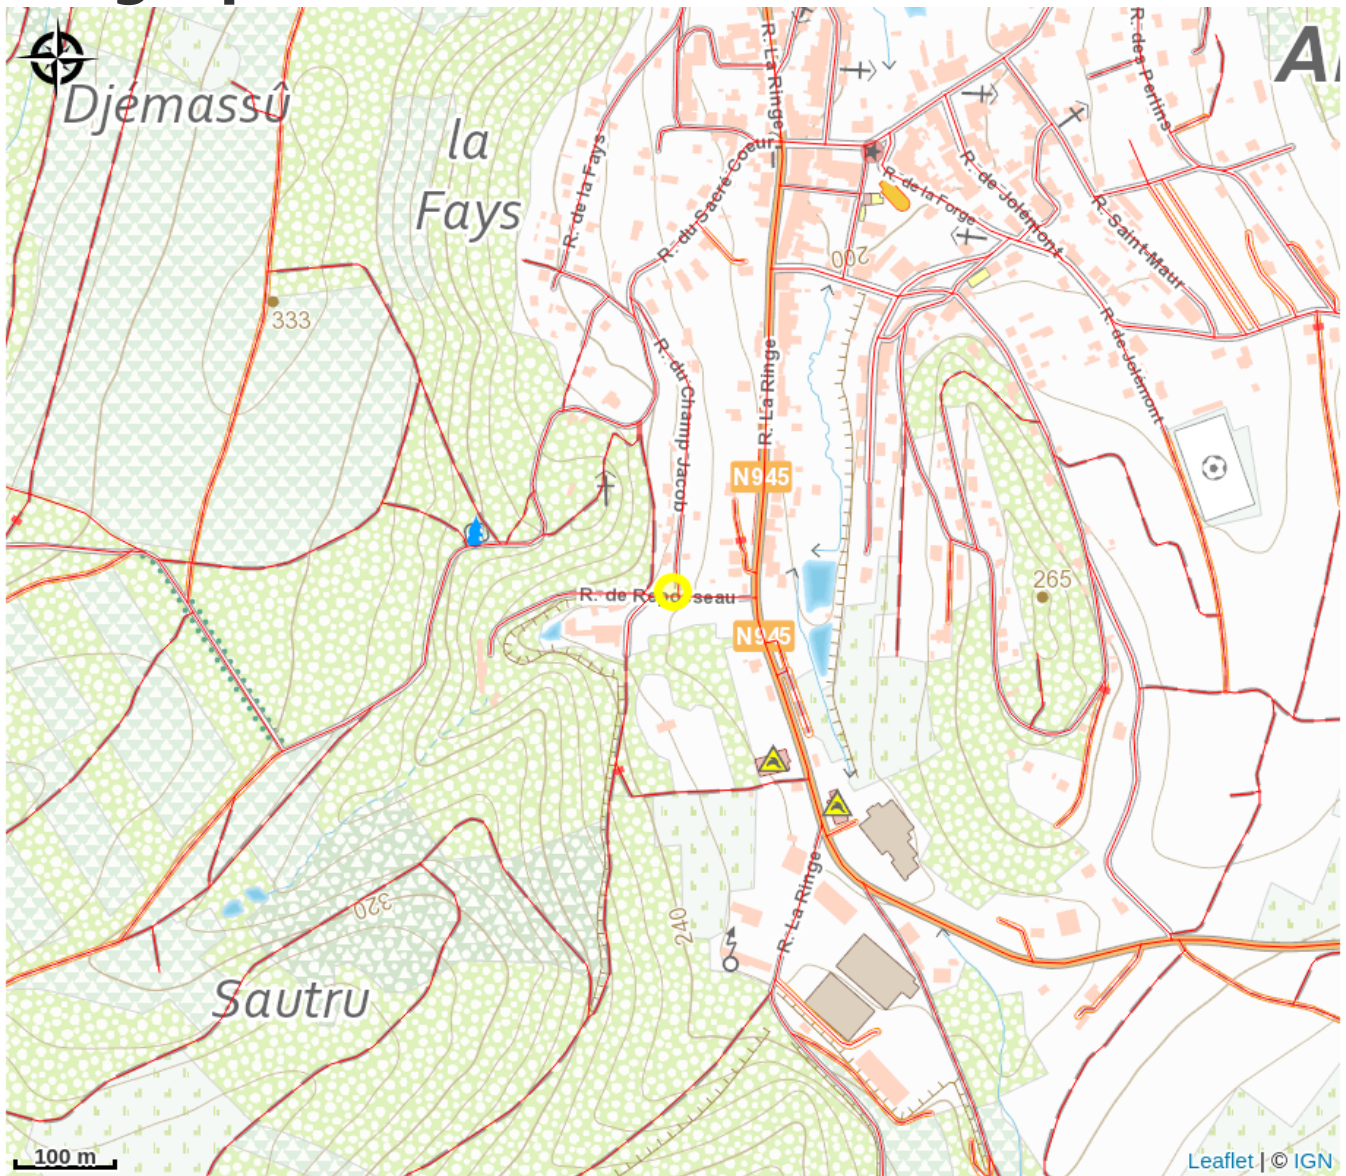 Djemassû
la
Fays
R. La Ringe
R. des Perlins
R. de la Fays
R. du Sacré Coeur
R. de la Forge
R. de Jolémont
R. Saint-Maur
200
333
R. du Champ Jacob
R. La Ringe
R. de Jolémont
N945
265
R. de
seau
N945
320
240
R. La Ringe
Sautru
100 m
Leaflet | © IGN